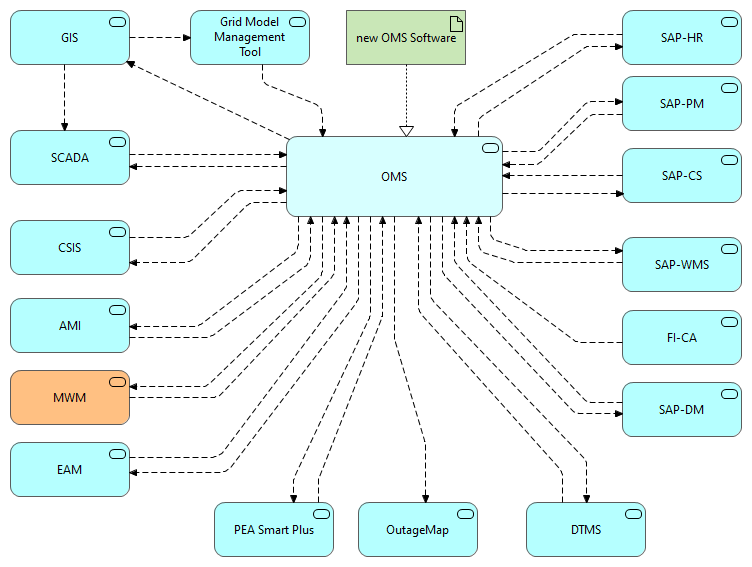 GIS
Grid Model
Management
Tool
new OMS Software
SAP-HR
SAP-PM
SCADA
OMS
SAP-CS
CSIS
SAP-WMS
AMI
FI-CA
MWM
SAP-DM
EAM
PEA Smart Plus
OutageMap
DTMS